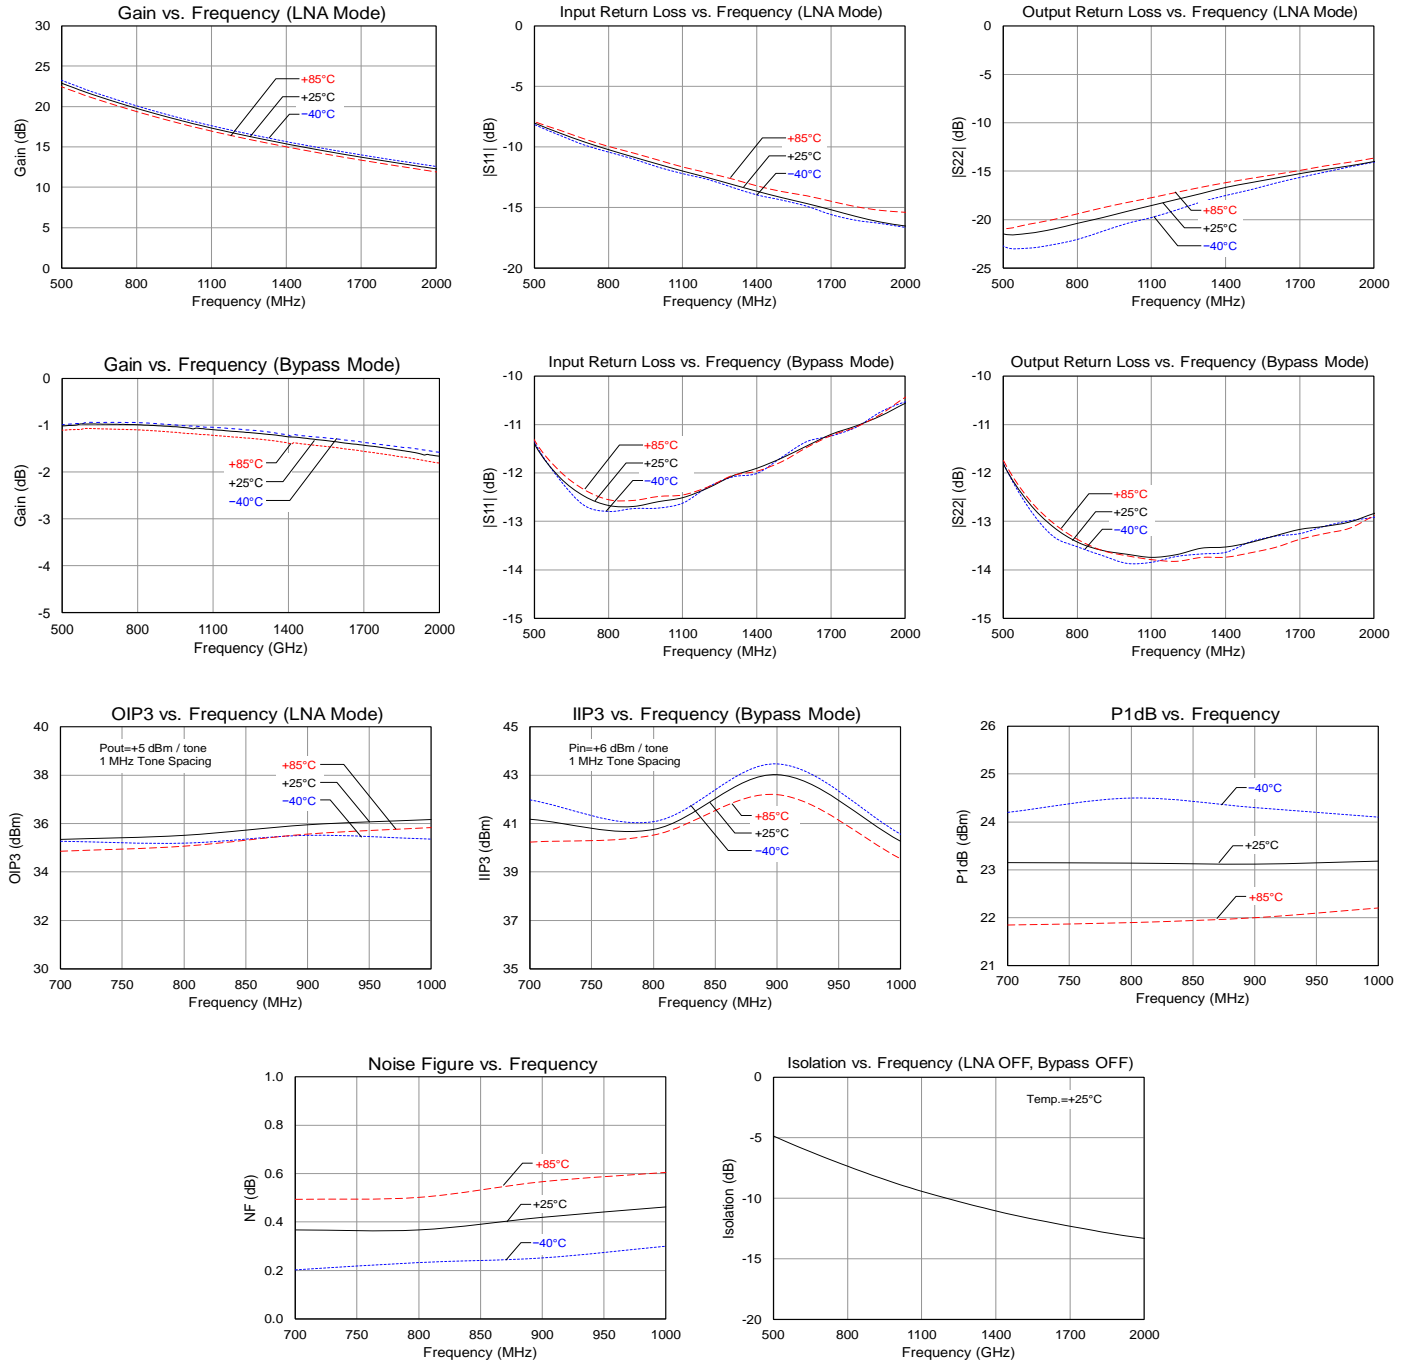 Gain vs. Frequency (LNA Mode)
30
25
20
15
10
5
0
Gain (dB)
+85°C
+25°C
−40°C
500 800 1100 1400 1700 2000
Frequency (MHz)
Input Return Loss vs. Frequency (LNA Mode)
0
-5
-10
-15
-20
|S11| (dB)
+85°C
+25°C
−40°C
500 800 1100 1400 1700 2000
Frequency (MHz)
Output Return Loss vs. Frequency (LNA Mode)
0
-5
-10
-15
-20
-25
|S22| (dB)
+85°C
+25°C
−40°C
500 800 1100 1400 1700 2000
Frequency (MHz)
Gain vs. Frequency (Bypass Mode)
0
-1
-2
-3
-4
-5
Gain (dB)
+85°C
+25°C
−40°C
500 800 1100 1400 1700 2000
Frequency (GHz)
Input Return Loss vs. Frequency (Bypass Mode)
-10
-11
-12
-13
-14
-15
|S11| (dB)
+85°C
+25°C
−40°C
500 800 1100 1400 1700 2000
Frequency (MHz)
Output Return Loss vs. Frequency (Bypass Mode)
-10
-11
-12
-13
-14
-15
|S22| (dB)
+85°C
+25°C
−40°C
500 800 1100 1400 1700 2000
Frequency (MHz)
OIP3 vs. Frequency (LNA Mode)
40
38
36
34
32
30
OIP3 (dBm)
Pout=+5 dBm / tone
1 MHz Tone Spacing
+85°C
+25°C
−40°C
700 750 800 850 900 950 1000
Frequency (MHz)
IIP3 vs. Frequency (Bypass Mode)
45
43
41
39
37
35
IIP3 (dBm)
Pin=+6 dBm / tone
1 MHz Tone Spacing
+85°C
+25°C
−40°C
700 750 800 850 900 950 1000
Frequency (MHz)
P1dB vs. Frequency
26
25
24
23
22
21
P1dB (dBm)
−40°C
+25°C
+85°C
700 750 800 850 900 950 1000
Frequency (MHz)
Noise Figure vs. Frequency
1.0
0.8
0.6
0.4
0.2
0.0
NF (dB)
+85°C
+25°C
−40°C
700 750 800 850 900 950 1000
Frequency (MHz)
Isolation vs. Frequency (LNA OFF, Bypass OFF)
0
-5
-10
-15
-20
Isolation (dB)
Temp.=+25°C
500 800 1100 1400 1700 2000
Frequency (GHz)